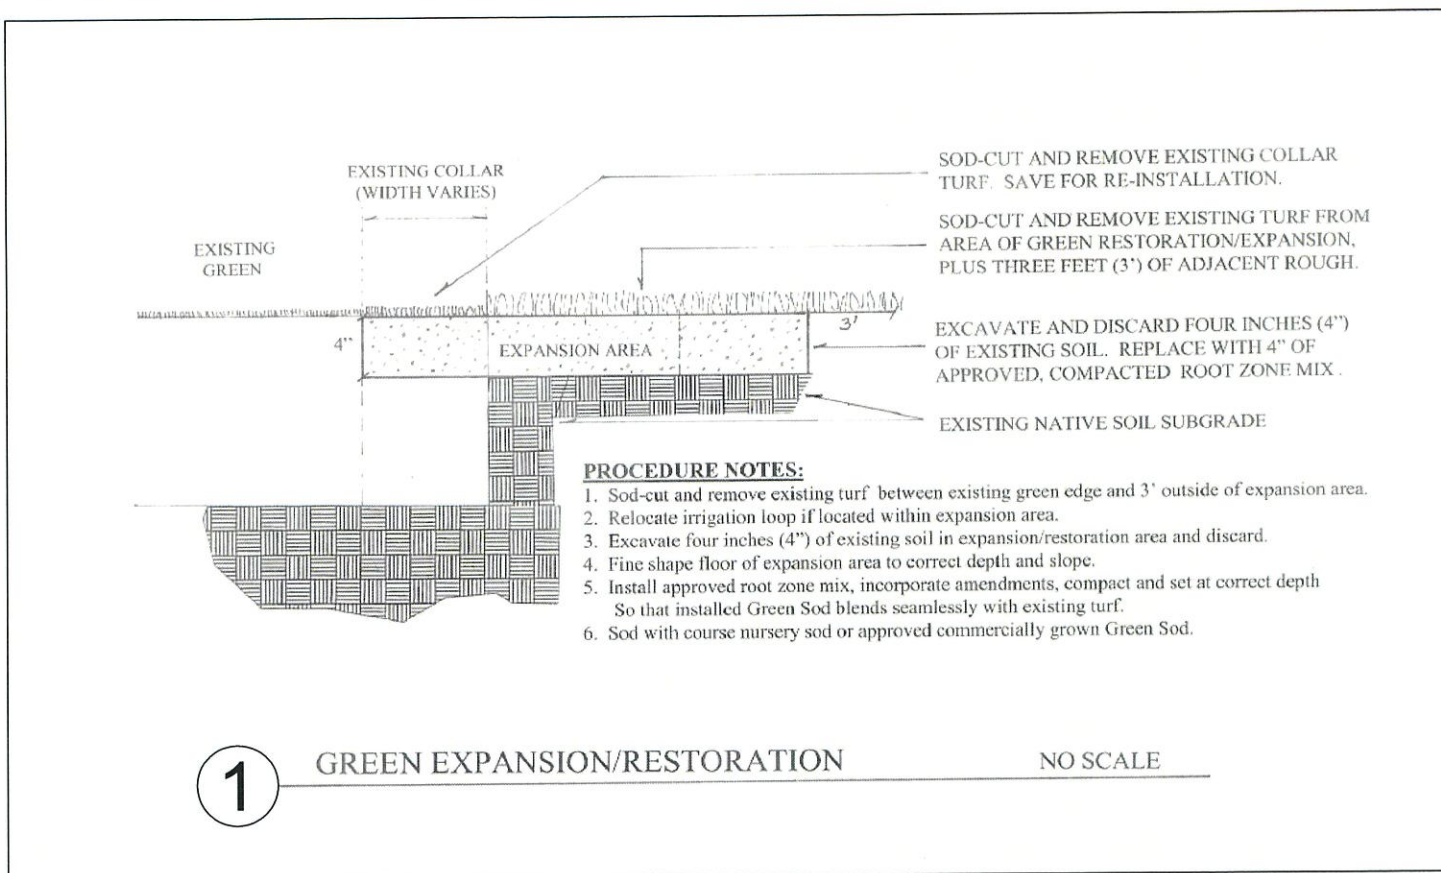 EXISTING COLLAR
(WIDTH VARIES)
EXISTING
GREEN
SOD-CUT AND REMOVE EXISTING COLLAR
TURF. SAVE FOR RE-INSTALLATION.
SOD-CUT AND REMOVE EXISTING TURF FROM
AREA OF GREEN RESTORATION/EXPANSION,
PLUS THREE FEET (3') OF ADJACENT ROUGH.
3'
4"
EXPANSION AREA
EXCAVATE AND DISCARD FOUR INCHES (4")
OF EXISTING SOIL. REPLACE WITH 4" OF
APPROVED, COMPACTED ROOT ZONE MIX.
EXISTING NATIVE SOIL SUBGRADE
PROCEDURE NOTES:
1. Sod-cut and remove existing turf between existing green edge and 3' outside of expansion area.
2. Relocate irrigation loop if located within expansion area.
3. Excavate four inches (4") of existing soil in expansion/restoration area and discard.
4. Fine shape floor of expansion area to correct depth and slope.
5. Install approved root zone mix, incorporate amendments, compact and set at correct depth
So that installed Green Sod blends seamlessly with existing turf.
6. Sod with course nursery sod or approved commercially grown Green Sod.
1 GREEN EXPANSION/RESTORATION NO SCALE